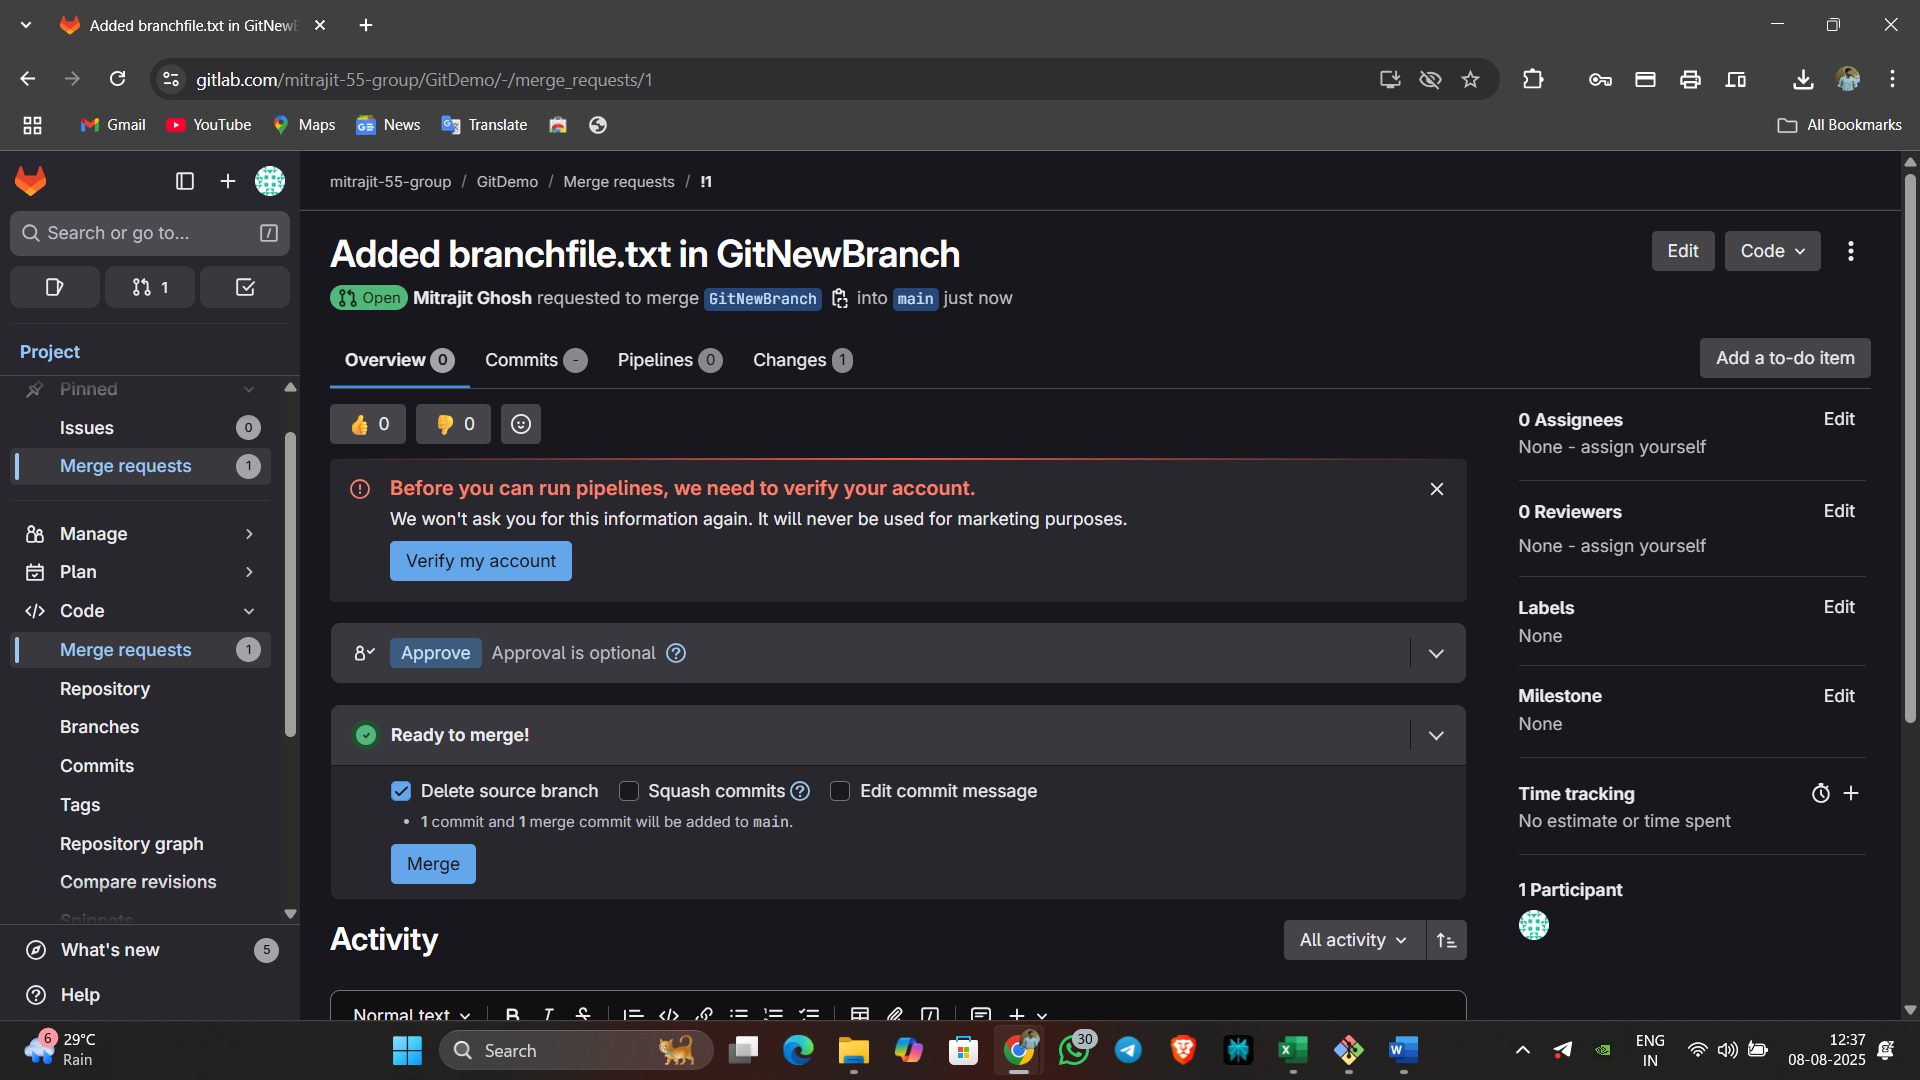 Added branchfile.txt in GitNewB
gitlab.com/mitrajit-55-group/GitDemo/-/merge_requests/1
Gmail
YouTube
Maps
News
Translate
All Bookmarks
mitrajit-55-group / GitDemo / Merge requests / !1
Search or go to...
/
1
Project
Pinned
Issues 0
Merge requests 1
Manage
Plan
Code
Merge requests 1
Repository
Branches
Commits
Tags
Repository graph
Compare revisions
Snippets
What's new 5
Help
Added branchfile.txt in GitNewBranch
Edit
Code
Open Mitrajit Ghosh requested to merge GitNewBranch into main just now
Overview 0
Commits -
Pipelines 0
Changes 1
Add a to-do item
👍 0
👎 0
Before you can run pipelines, we need to verify your account.
We won't ask you for this information again. It will never be used for marketing purposes.
Verify my account
Approve Approval is optional
Ready to merge!
Delete source branch
Squash commits
Edit commit message
• 1 commit and 1 merge commit will be added to main.
Merge
Activity
All activity
Normal text
0 Assignees Edit
None - assign yourself
0 Reviewers Edit
None - assign yourself
Labels Edit
None
Milestone Edit
None
Time tracking
No estimate or time spent
1 Participant
6
29°C
Rain
Search
30
ENG
IN
12:37
08-08-2025